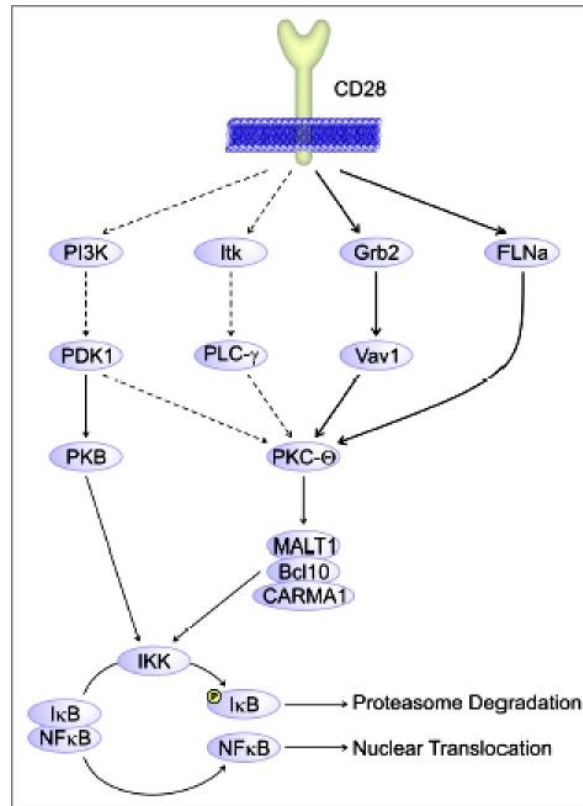 CD28
PI3K
Itk
Grb2
FLNa
PDK1
PLC-γ
Vav1
PKB
PKC-Θ
MALT1
Bcl10
CARMA1
IKK
P
IκB
Proteasome Degradation
IκB
NFκB
NFκB
Nuclear Translocation